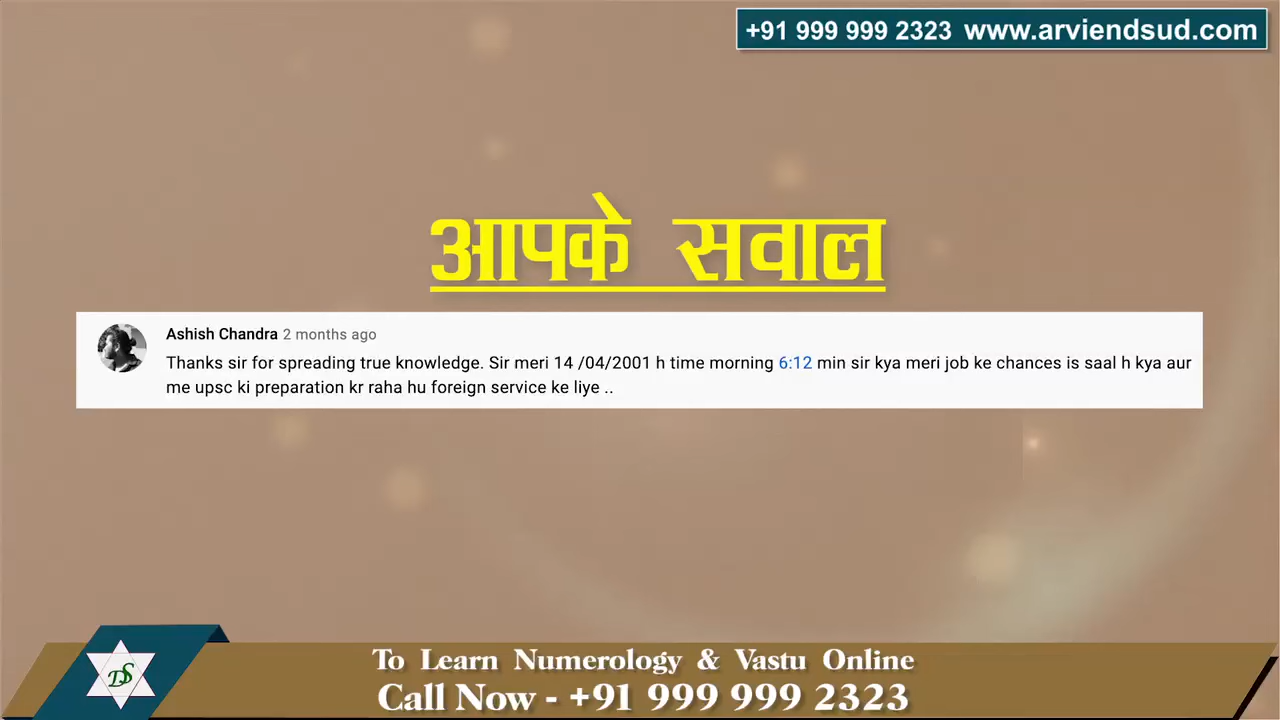 +91 999 999 2323 www.arviendsud.com
आपके सवाल
Ashish Chandra 2 months ago
Thanks sir for spreading true knowledge. Sir meri 14 /04/2001 h time morning 6:12 min sir kya meri job ke chances is saal h kya aur
me upsc ki preparation kr raha hu foreign service ke liye ..
DS
To Learn Numerology & Vastu Online
Call Now - +91 999 999 2323